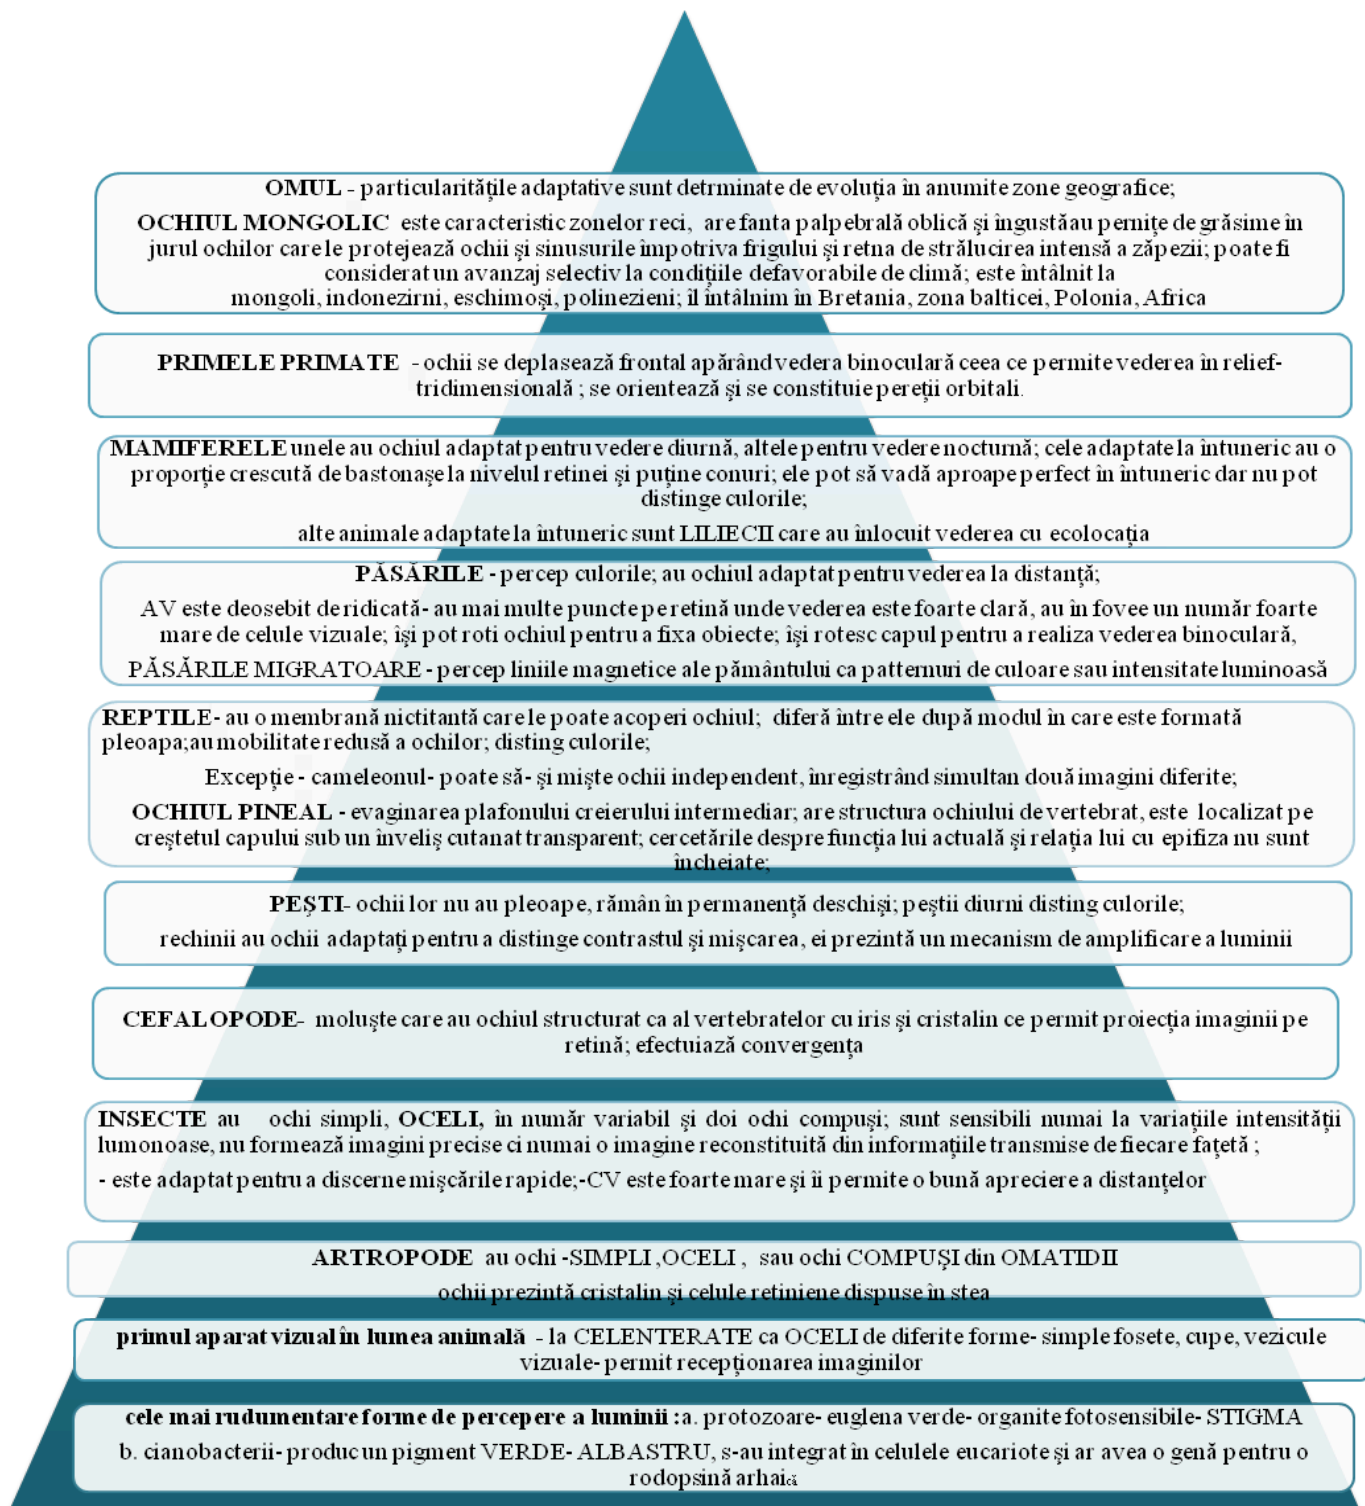 OMUL - particularitățile adaptative sunt detrminate de evoluția în anumite zone geografice;
OCHIUL MONGOLIC este caracteristic zonelor reci, are fanta palpebrală oblică și îngustăau pernițe de grăsime în
jurul ochilor care le protejează ochii și sinusurile împotriva frigului și retna de strălucirea intensă a zăpezii; poate fi
considerat un avanzaj selectiv la condițiile defavorabile de climă; este întâlnit la
mongoli, indonezirni, eschimoși, polinezieni; îl întâlnim în Bretania, zona balticei, Polonia, Africa
PRIMELE PRIMATE - ochii se deplasează frontal apărând vedera binoculară ceea ce permite vederea în relief-
tridimensională ; se orientează și se constituie pereții orbitali.
MAMIFERELE unele au ochiul adaptat pentru vedere diurnă, altele pentru vedere nocturnă; cele adaptate la întuneric au o
proporție crescută de bastonașe la nivelul retinei și puține conuri; ele pot să vadă aproape perfect în întuneric dar nu pot
distinge culorile;
alte animale adaptate la întuneric sunt LILIECII care au înlocuit vederea cu ecolocația
PĂSĂRILE - percep culorile; au ochiul adaptat pentru vederea la distanță;
AV este deosebit de ridicată- au mai multe puncte pe retină unde vederea este foarte clară, au în fovee un număr foarte
mare de celule vizuale; își pot roti ochiul pentru a fixa obiecte; își rotesc capul pentru a realiza vederea binoculară,
PĂSĂRILE MIGRATOARE - percep liniile magnetice ale pământului ca patternuri de culoare sau intensitate luminoasă
REPTILE- au o membrană nictitantă care le poate acoperi ochiul; diferă între ele după modul în care este formată
pleoapa;au mobilitate redusă a ochilor; disting culorile;
Excepție - cameleonul- poate să- și miște ochii independent, înregistrând simultan două imagini diferite;
OCHIUL PINEAL - evaginarea plafonului creierului intermediar; are structura ochiului de vertebrat, este localizat pe
creștetul capului sub un înveliș cutanat transparent; cercetările despre funcția lui actuală și relația lui cu epifiza nu sunt
încheiate;
PEȘTI- ochii lor nu au pleoape, rămân în permanență deschiși; peștii diurni disting culorile;
rechinii au ochii adaptați pentru a distinge contrastul și mișcarea, ei prezintă un mecanism de amplificare a luminii
CEFALOPODE- moluște care au ochiul structurat ca al vertebratelor cu iris și cristalin ce permit proiecția imaginii pe
retină; efectuiază convergența
INSECTE au ochi simpli, OCELI, în număr variabil și doi ochi compuși; sunt sensibili numai la variațiile intensității
lumonoase, nu formează imagini precise ci numai o imagine reconstituită din informațiile transmise de fiecare fațetă ;
- este adaptat pentru a discerne mișcările rapide;-CV este foarte mare și îi permite o bună apreciere a distanțelor
ARTROPODE au ochi -SIMPLI ,OCELI , sau ochi COMPUȘI din OMATIDII
ochii prezintă cristalin și celule retiniene dispuse în stea
primul aparat vizual în lumea animală - la CELENTERATE ca OCELI de diferite forme- simple fosete, cupe, vezicule
vizuale- permit recepționarea imaginilor
cele mai rudumentare forme de percepere a luminii :a. protozoare- euglena verde- organite fotosensibile- STIGMA
b. cianobacterii- produc un pigment VERDE- ALBASTRU, s-au integrat în celulele eucariote și ar avea o genă pentru o
rodopsină arhaică